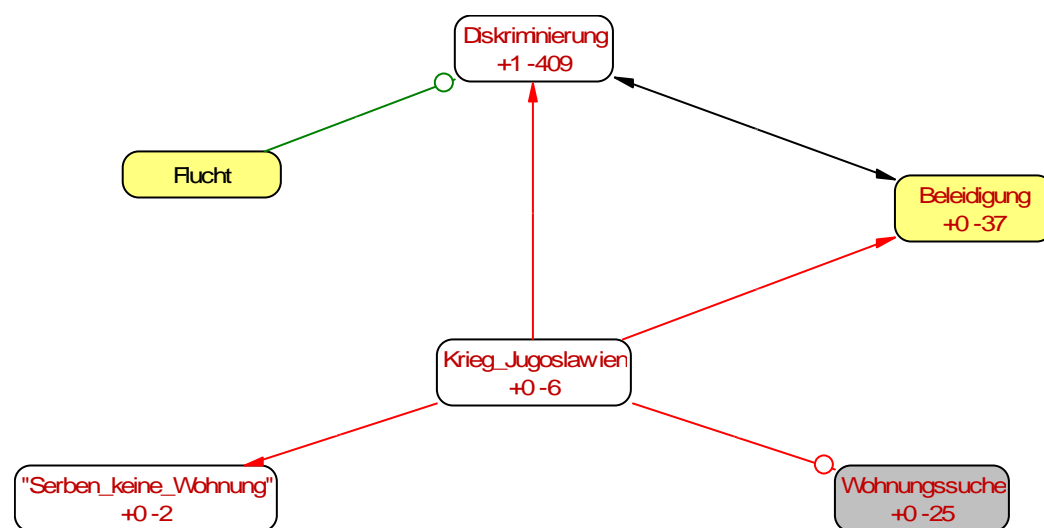 Diskriminierung
+1 -409
Flucht
Beleidigung
+0 -37
Krieg_Jugoslawien
+0 -6
"Serben_keine_Wohnung"
+0 -2
Wohnungssuche
+0 -25